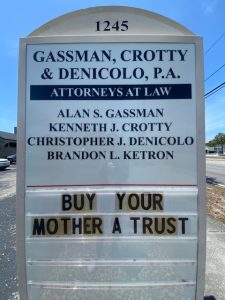 1245
GASSMAN, CROTTY
& DENICOLO, P.A.
ATTORNEYS AT LAW
ALAN S. GASSMAN
KENNETH J. CROTTY
CHRISTOPHER J. DENICOLO
BRANDON L. KETRON
BUY YOUR
MOTHER A TRUST